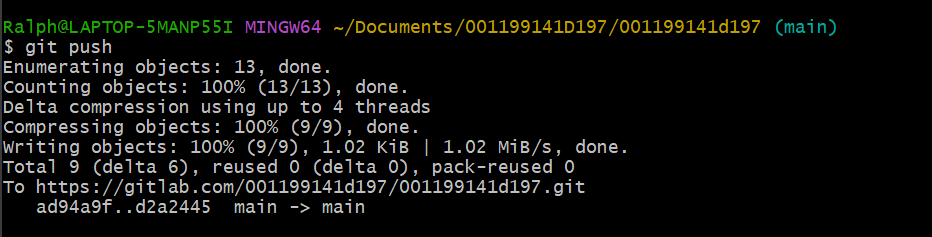 Ralph@LAPTOP-5MANP55I MINGW64 ~/Documents/001199141D197/001199141d197 (main)
$ git push
Enumerating objects: 13, done.
Counting objects: 100% (13/13), done.
Delta compression using up to 4 threads
Compressing objects: 100% (9/9), done.
Writing objects: 100% (9/9), 1.02 KiB | 1.02 MiB/s, done.
Total 9 (delta 6), reused 0 (delta 0), pack-reused 0
To https://gitlab.com/001199141d197/001199141d197.git
   ad94a9f..d2a2445  main -> main